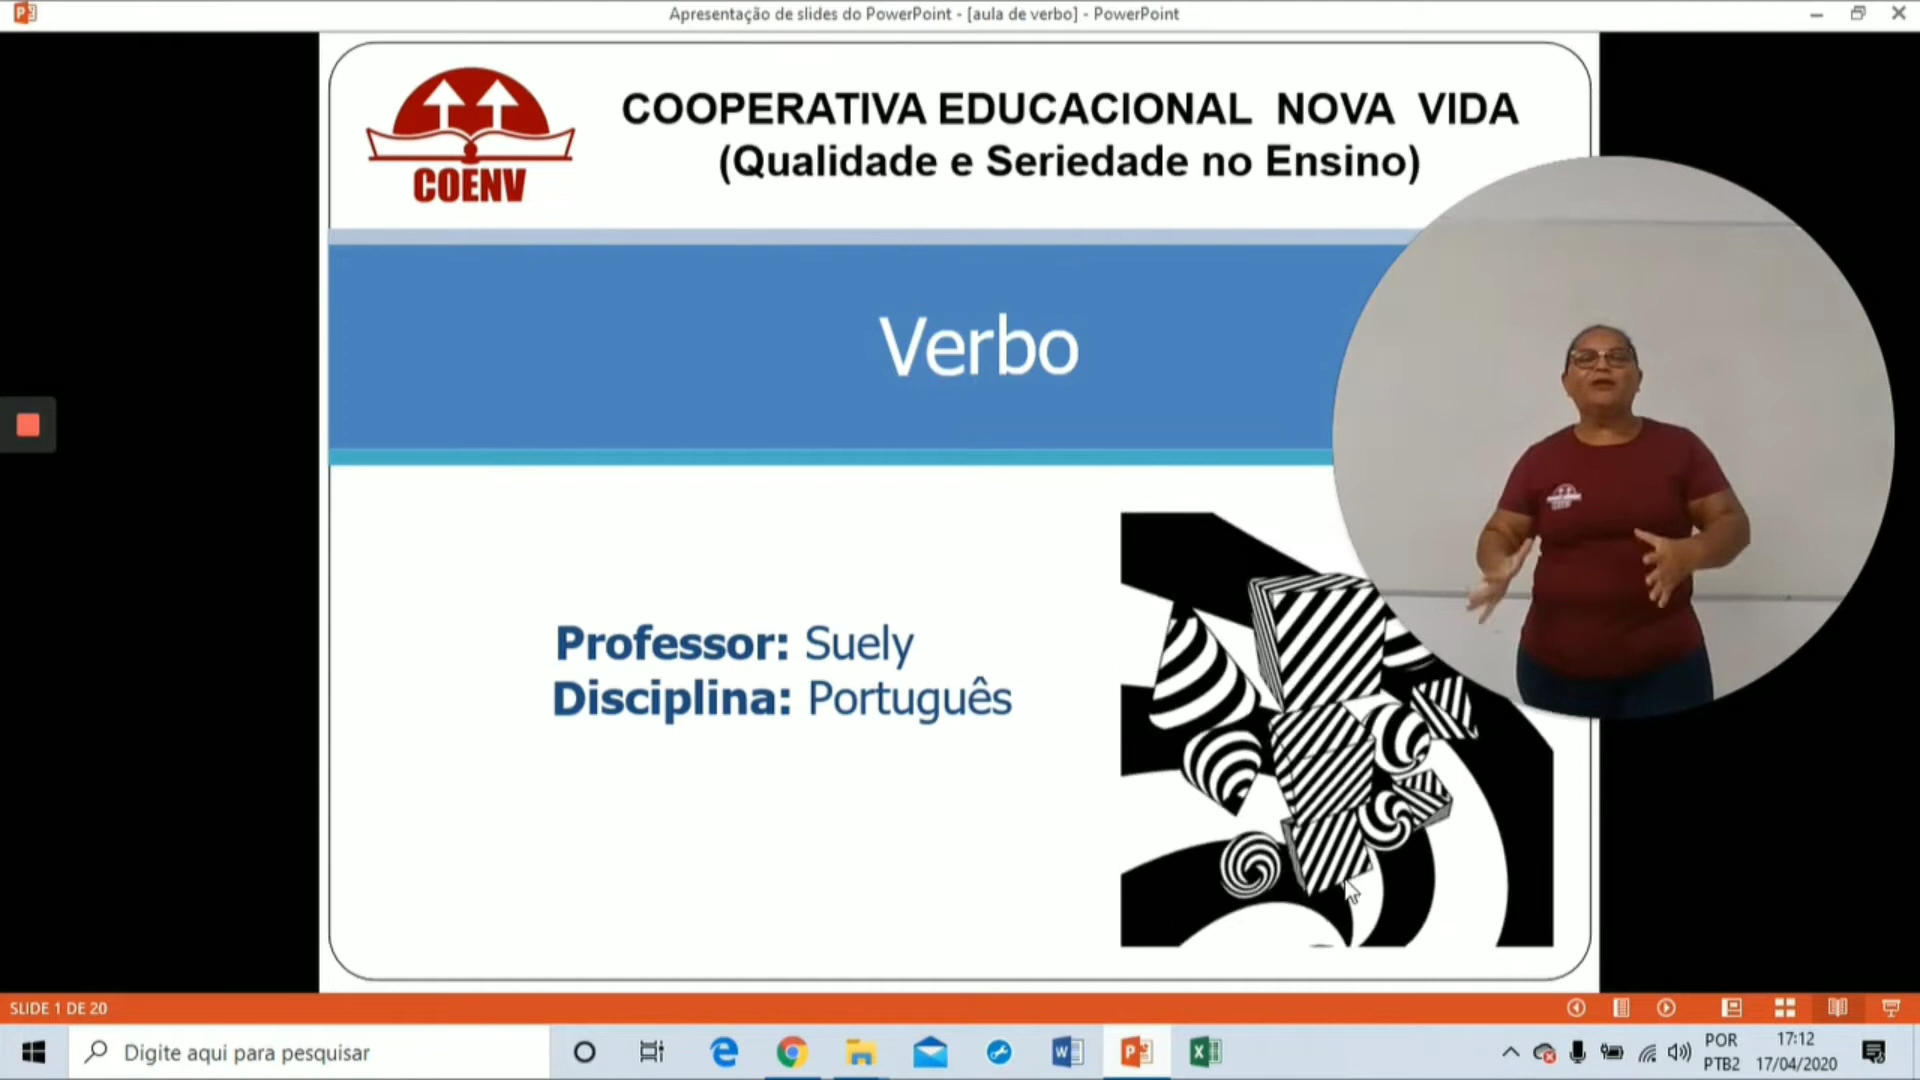 Apresentação de slides do PowerPoint - [aula de verbo] - PowerPoint
COENV
COOPERATIVA EDUCACIONAL NOVA VIDA
(Qualidade e Seriedade no Ensino)
Verbo
Professor: Suely
Disciplina: Português
SLIDE 1 DE 20
Digite aqui para pesquisar
POR
PTB2
17:12
17/04/2020